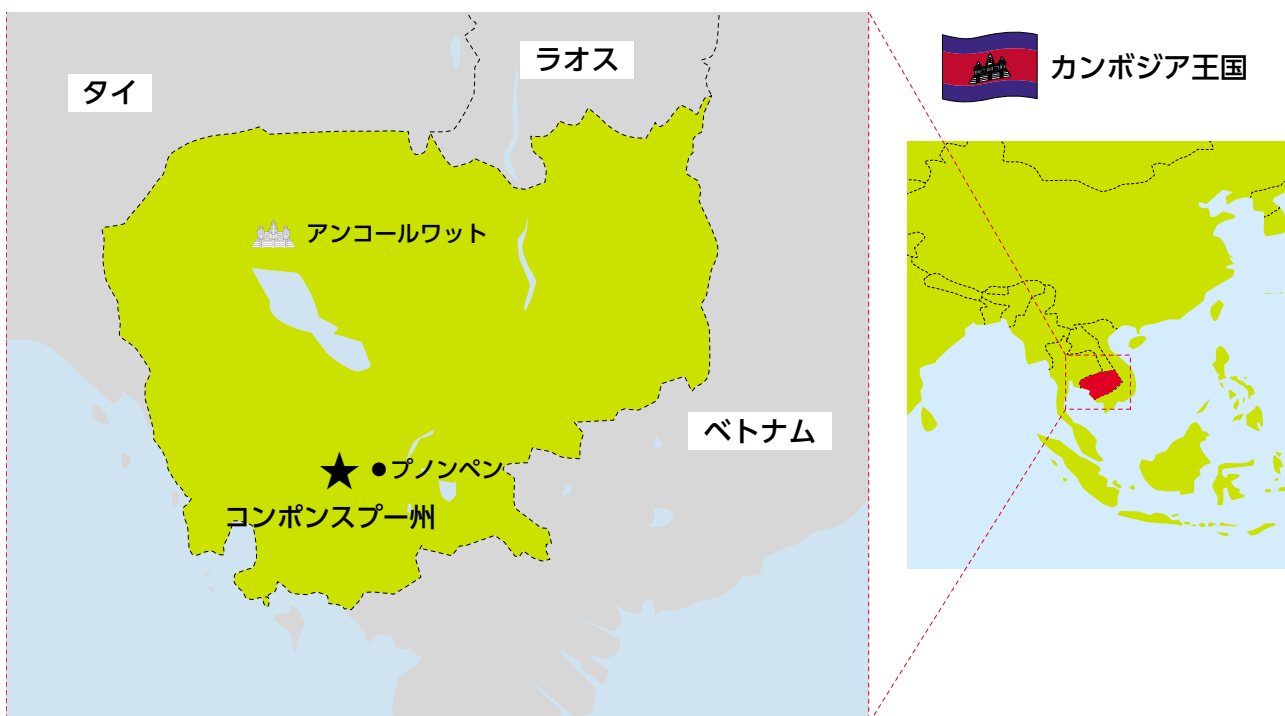 タイ
ラオス
カンボジア王国
アンコールワット
ベトナム
プノンペン
コンポンスプー州